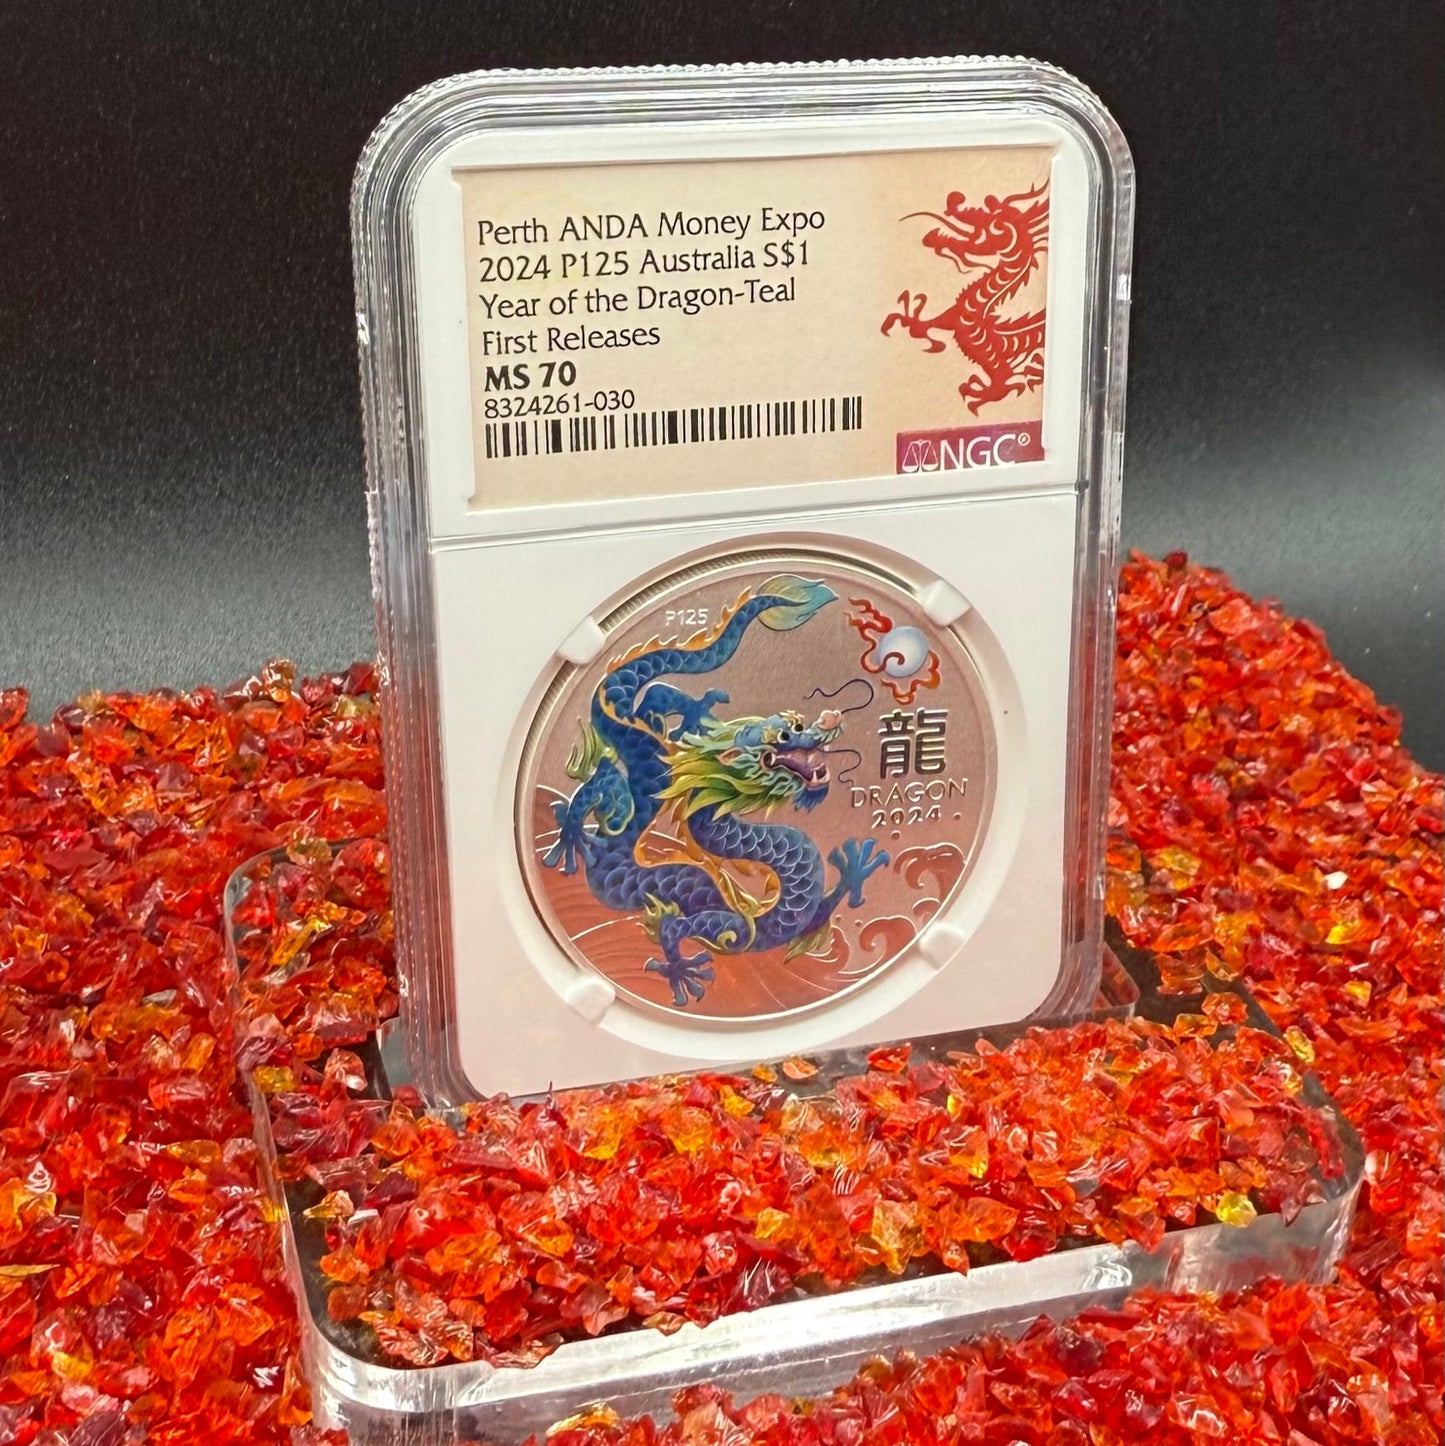 Perth ANDA Money Expo
2024 P125 Australia S$1
Year of the Dragon-Teal
First Releases
MS 70
8324261-030
NGC®
P125
龍
DRAGON
2024